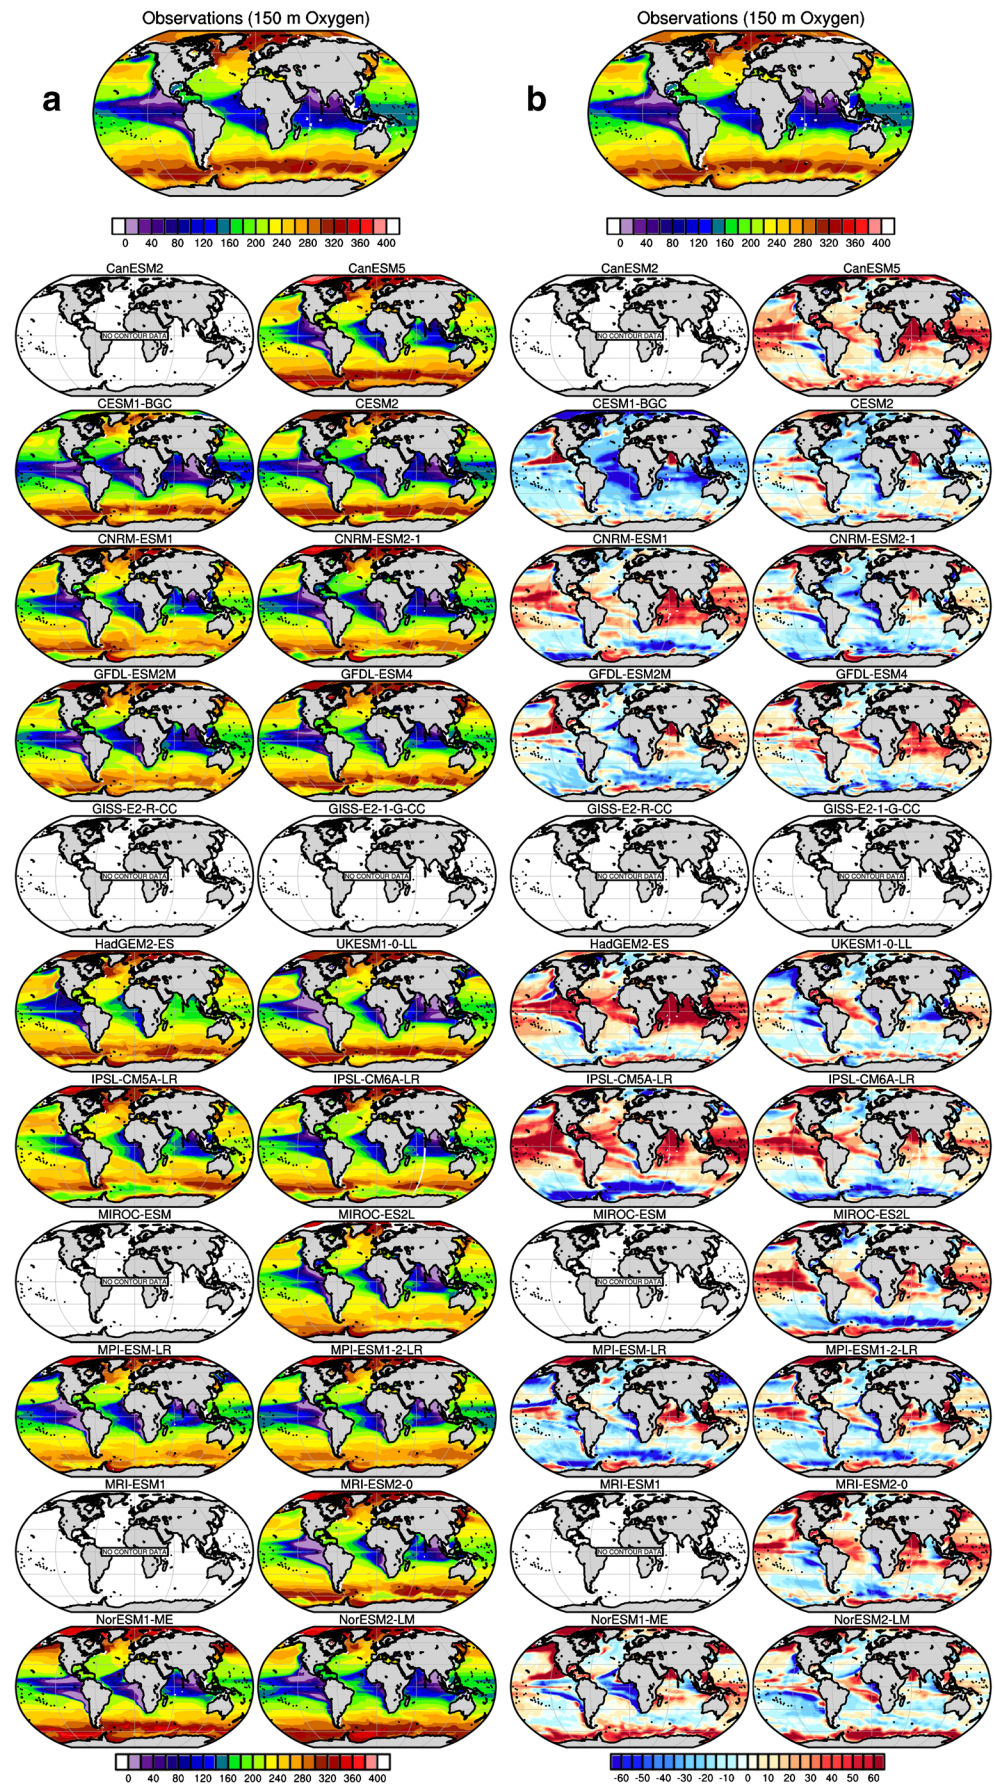 Observations (150 m Oxygen)
Observations (150 m Oxygen)
a
b
0 40 80 120 160 200 240 280 320 360 400
0 40 80 120 160 200 240 280 320 360 400
CanESM2
CanESM5
CanESM2
CanESM5
NO CONTOUR DATA
NO CONTOUR DATA
CESM1-BGC
CESM2
CESM1-BGC
CESM2
CNRM-ESM1
CNRM-ESM2-1
CNRM-ESM1
CNRM-ESM2-1
GFDL-ESM2M
GFDL-ESM4
GFDL-ESM2M
GFDL-ESM4
GISS-E2-R-CC
GISS-E2-1-G-CC
GISS-E2-R-CC
GISS-E2-1-G-CC
NO CONTOUR DATA
NO CONTOUR DATA
NO CONTOUR DATA
NO CONTOUR DATA
HadGEM2-ES
UKESM1-0-LL
HadGEM2-ES
UKESM1-0-LL
IPSL-CM5A-LR
IPSL-CM6A-LR
IPSL-CM5A-LR
IPSL-CM6A-LR
MIROC-ESM
MIROC-ES2L
MIROC-ESM
MIROC-ES2L
NO CONTOUR DATA
NO CONTOUR DATA
MPI-ESM-LR
MPI-ESM1-2-LR
MPI-ESM-LR
MPI-ESM1-2-LR
MRI-ESM1
MRI-ESM2-0
MRI-ESM1
MRI-ESM2-0
NO CONTOUR DATA
NO CONTOUR DATA
NorESM1-ME
NorESM2-LM
NorESM1-ME
NorESM2-LM
0 40 80 120 160 200 240 280 320 360 400
-60 -50 -40 -30 -20 -10 0 10 20 30 40 50 60